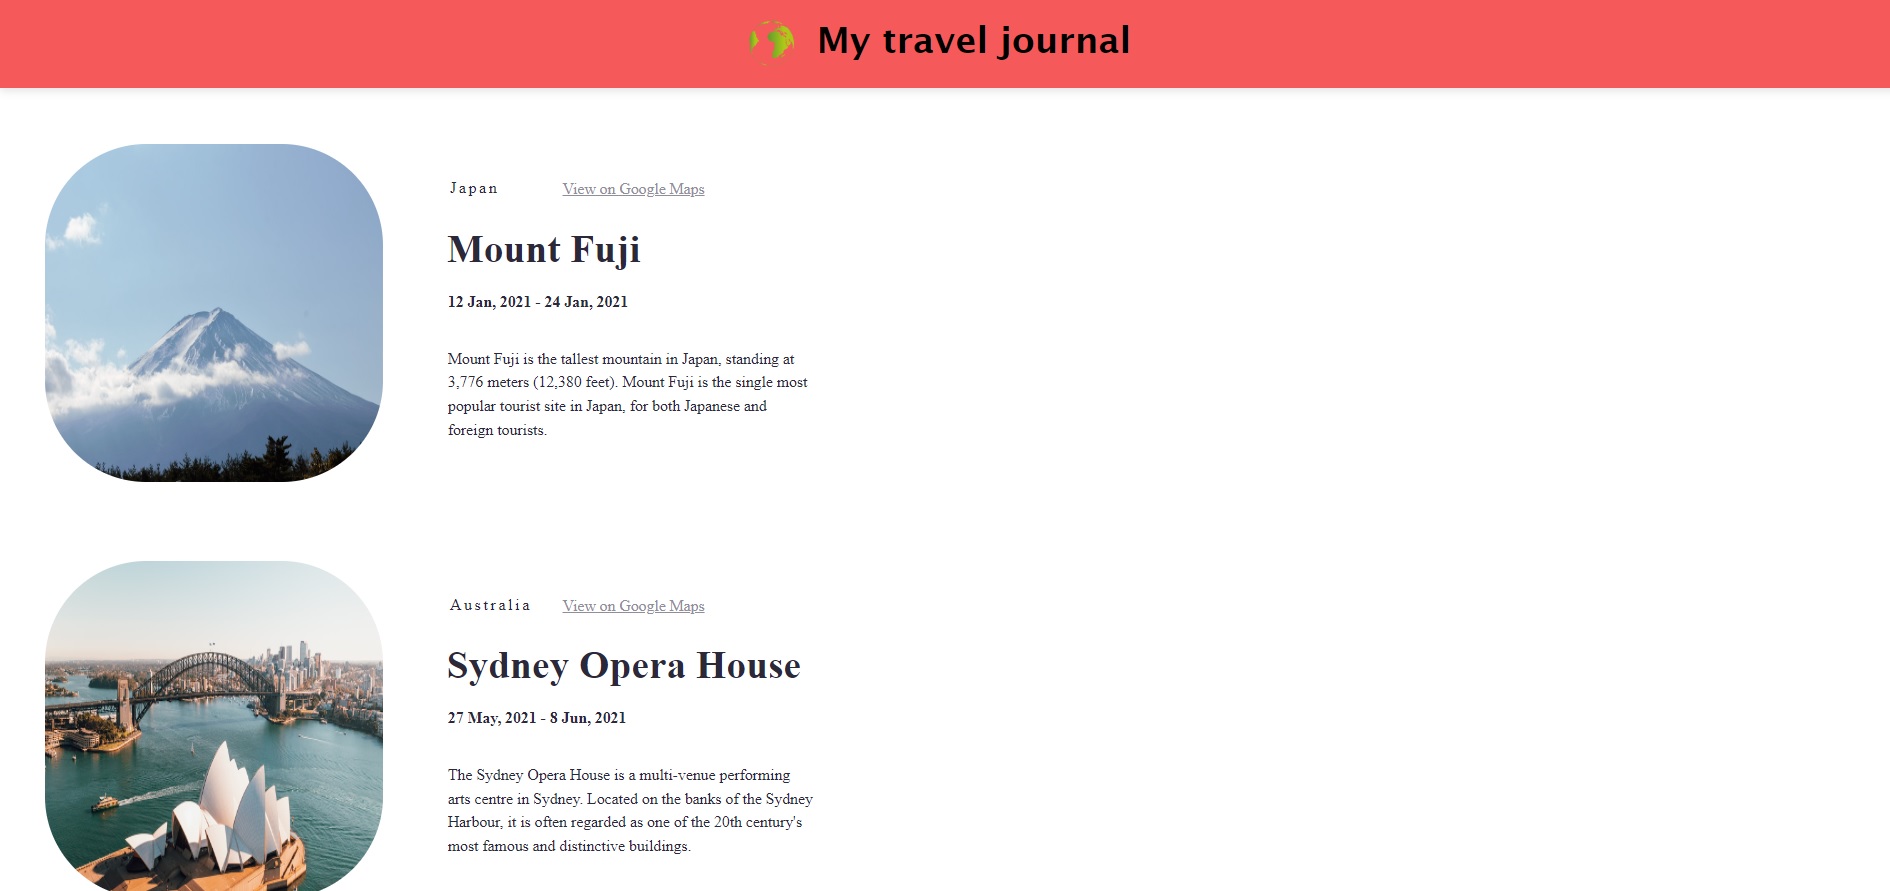 My travel journal
Japan View on Google Maps
Mount Fuji
12 Jan, 2021 - 24 Jan, 2021
Mount Fuji is the tallest mountain in Japan, standing at
3,776 meters (12,380 feet). Mount Fuji is the single most
popular tourist site in Japan, for both Japanese and
foreign tourists.
Australia View on Google Maps
Sydney Opera House
27 May, 2021 - 8 Jun, 2021
The Sydney Opera House is a multi-venue performing
arts centre in Sydney. Located on the banks of the Sydney
Harbour, it is often regarded as one of the 20th century's
most famous and distinctive buildings.